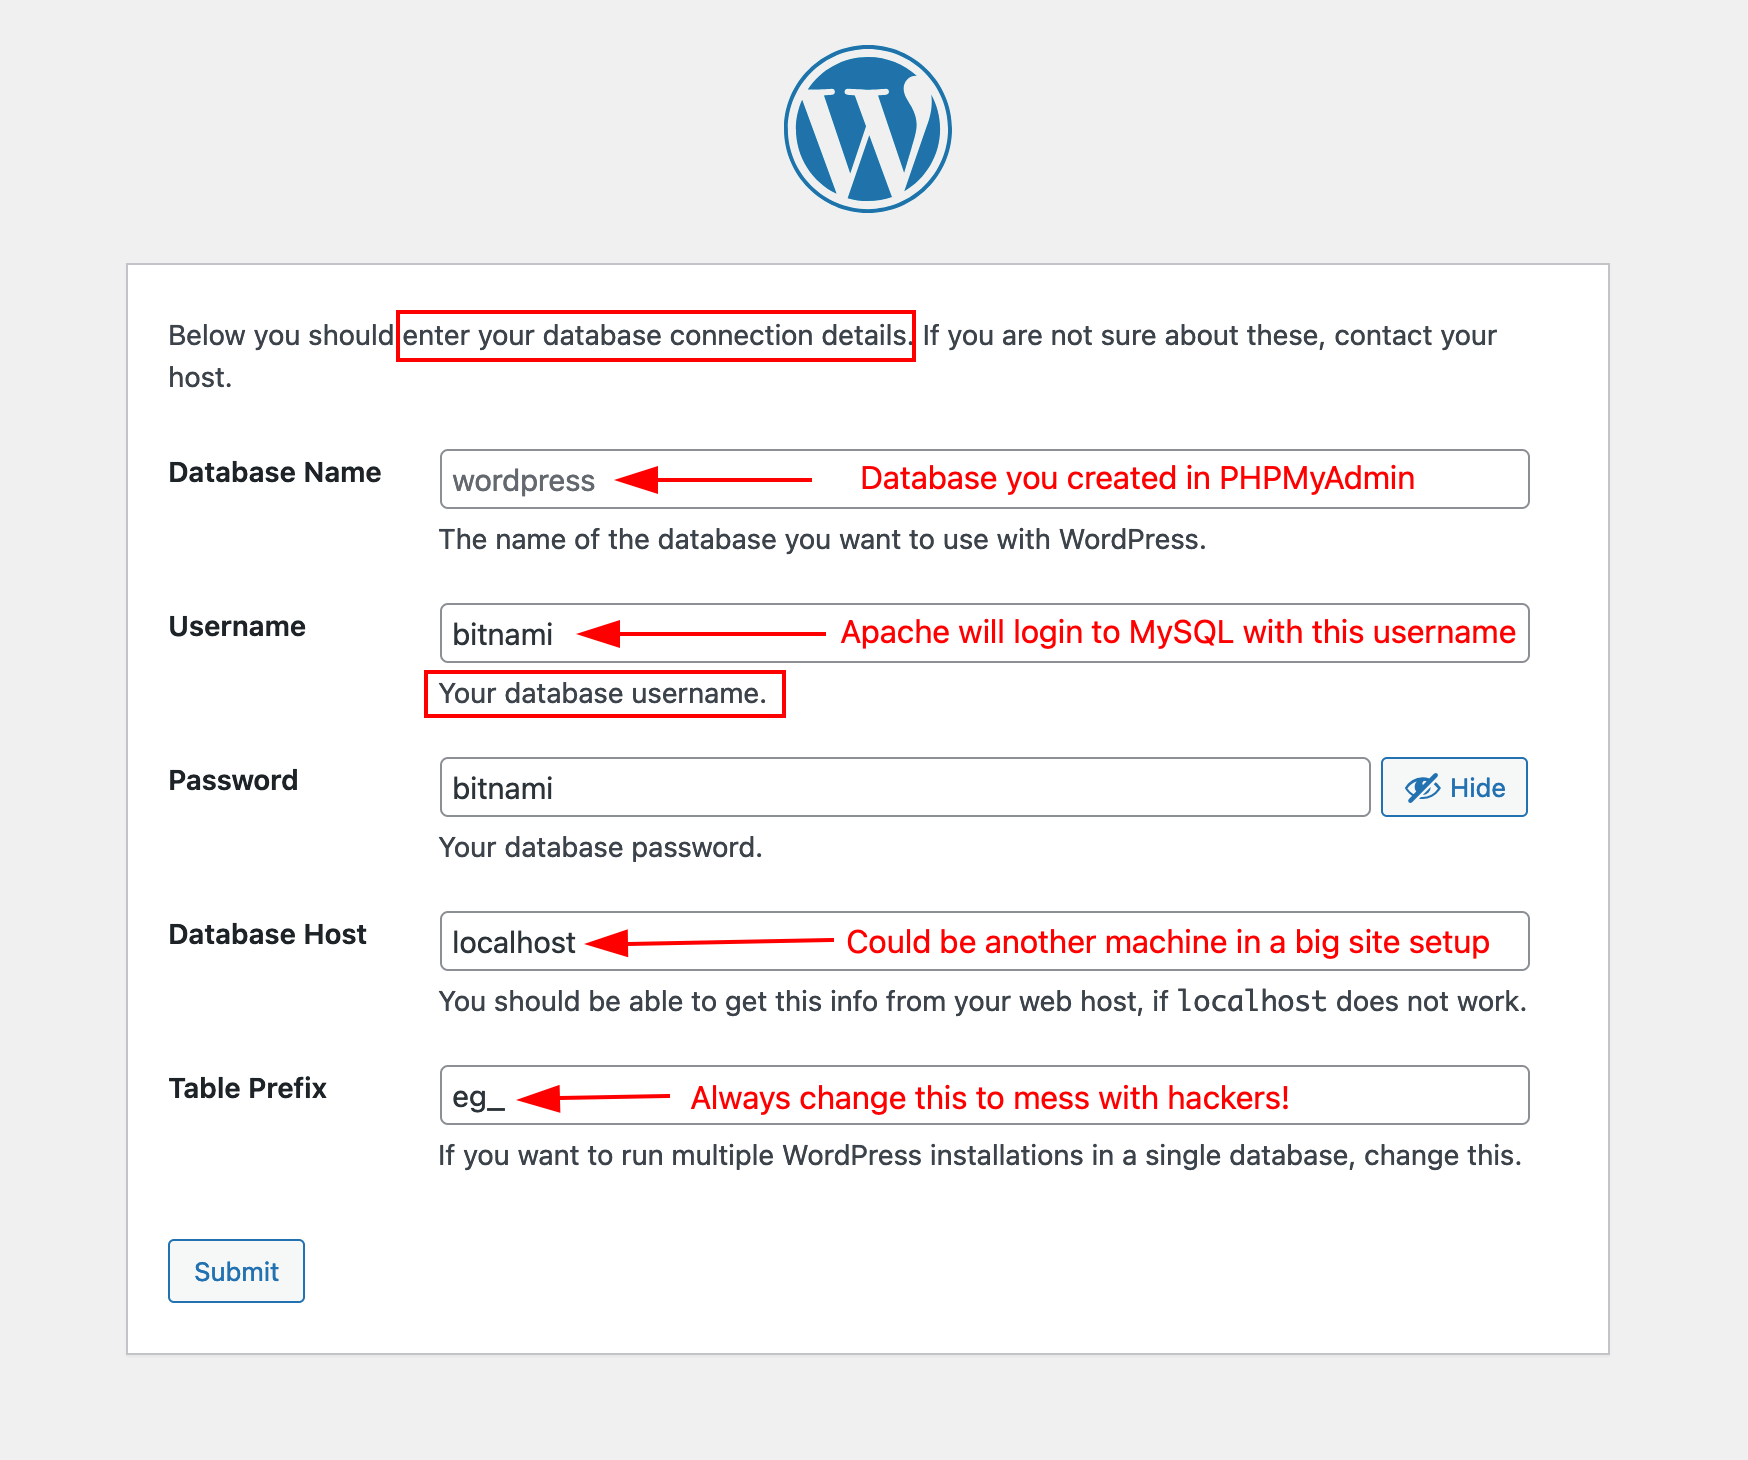 Below you should enter your database connection details. If you are not sure about these, contact your
host.
Database Name
wordpress
Database you created in PHPMyAdmin
The name of the database you want to use with WordPress.
Username
bitnami
Apache will login to MySQL with this username
Your database username.
Password
bitnami
Hide
Your database password.
Database Host
localhost
Could be another machine in a big site setup
You should be able to get this info from your web host, if localhost does not work.
Table Prefix
eg_
Always change this to mess with hackers!
If you want to run multiple WordPress installations in a single database, change this.
Submit